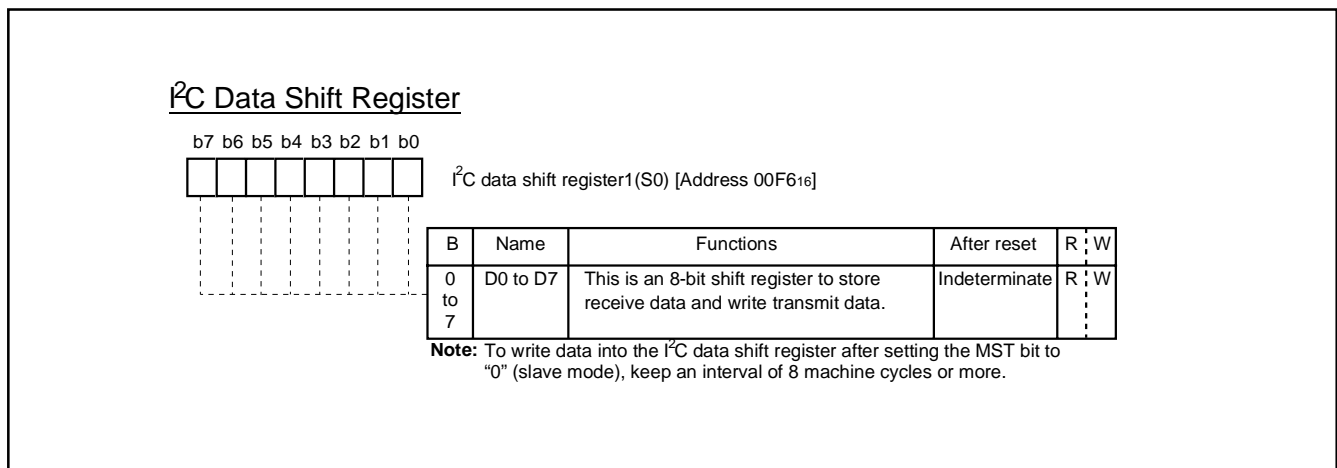 I²C Data Shift Register
b7 b6 b5 b4 b3 b2 b1 b0
I²C data shift register1(S0) [Address 00F6₁₆]
B Name Functions After reset R W
0 to 7 D0 to D7 This is an 8-bit shift register to store Indeterminate R W
receive data and write transmit data.
Note: To write data into the I²C data shift register after setting the MST bit to
“0” (slave mode), keep an interval of 8 machine cycles or more.